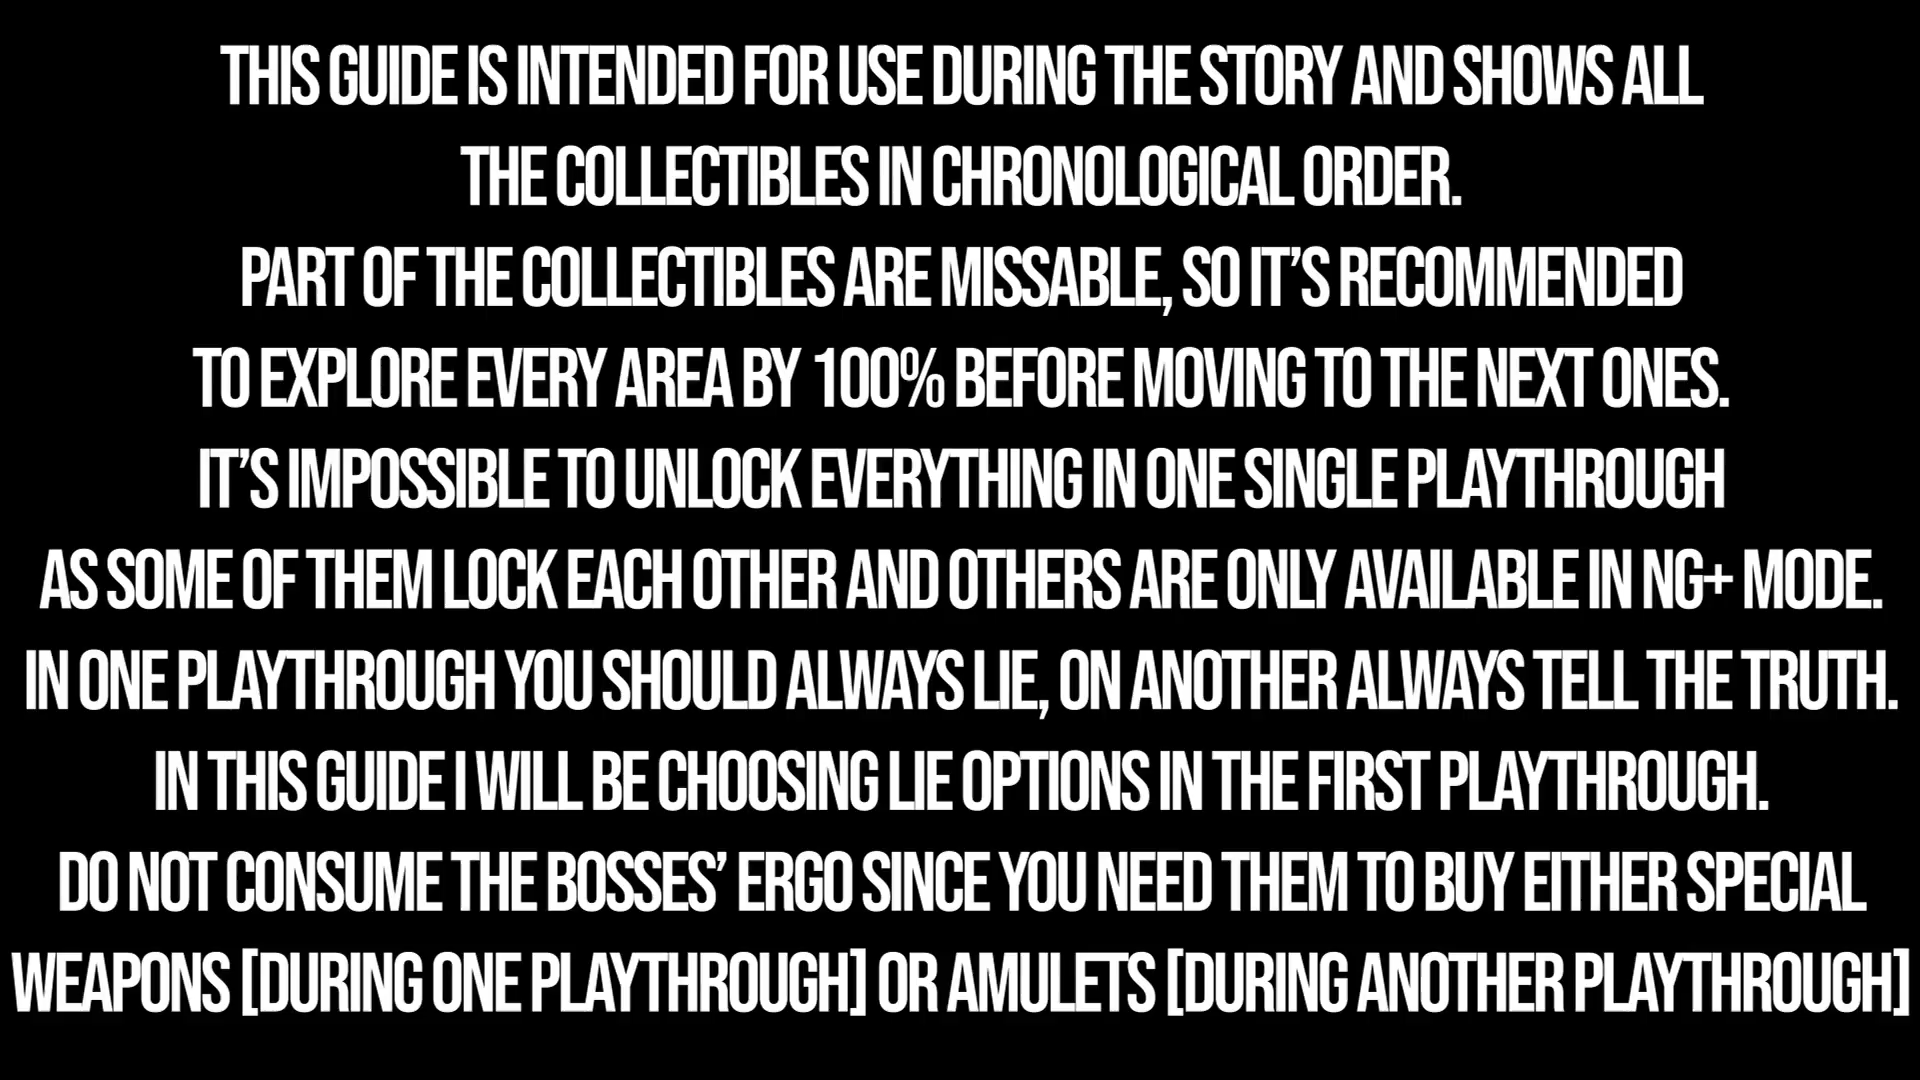 THIS GUIDE IS INTENDED FOR USE DURING THE STORY AND SHOWS ALL
THE COLLECTIBLES IN CHRONOLOGICAL ORDER.
PART OF THE COLLECTIBLES ARE MISSABLE, SO IT’S RECOMMENDED
TO EXPLORE EVERY AREA BY 100% BEFORE MOVING TO THE NEXT ONES.
IT’S IMPOSSIBLE TO UNLOCK EVERYTHING IN ONE SINGLE PLAYTHROUGH
AS SOME OF THEM LOCK EACH OTHER AND OTHERS ARE ONLY AVAILABLE IN NG+ MODE.
IN ONE PLAYTHROUGH YOU SHOULD ALWAYS LIE, ON ANOTHER ALWAYS TELL THE TRUTH.
IN THIS GUIDE I WILL BE CHOOSING LIE OPTIONS IN THE FIRST PLAYTHROUGH.
DO NOT CONSUME THE BOSSES’ ERGO SINCE YOU NEED THEM TO BUY EITHER SPECIAL
WEAPONS [DURING ONE PLAYTHROUGH] OR AMULETS [DURING ANOTHER PLAYTHROUGH]